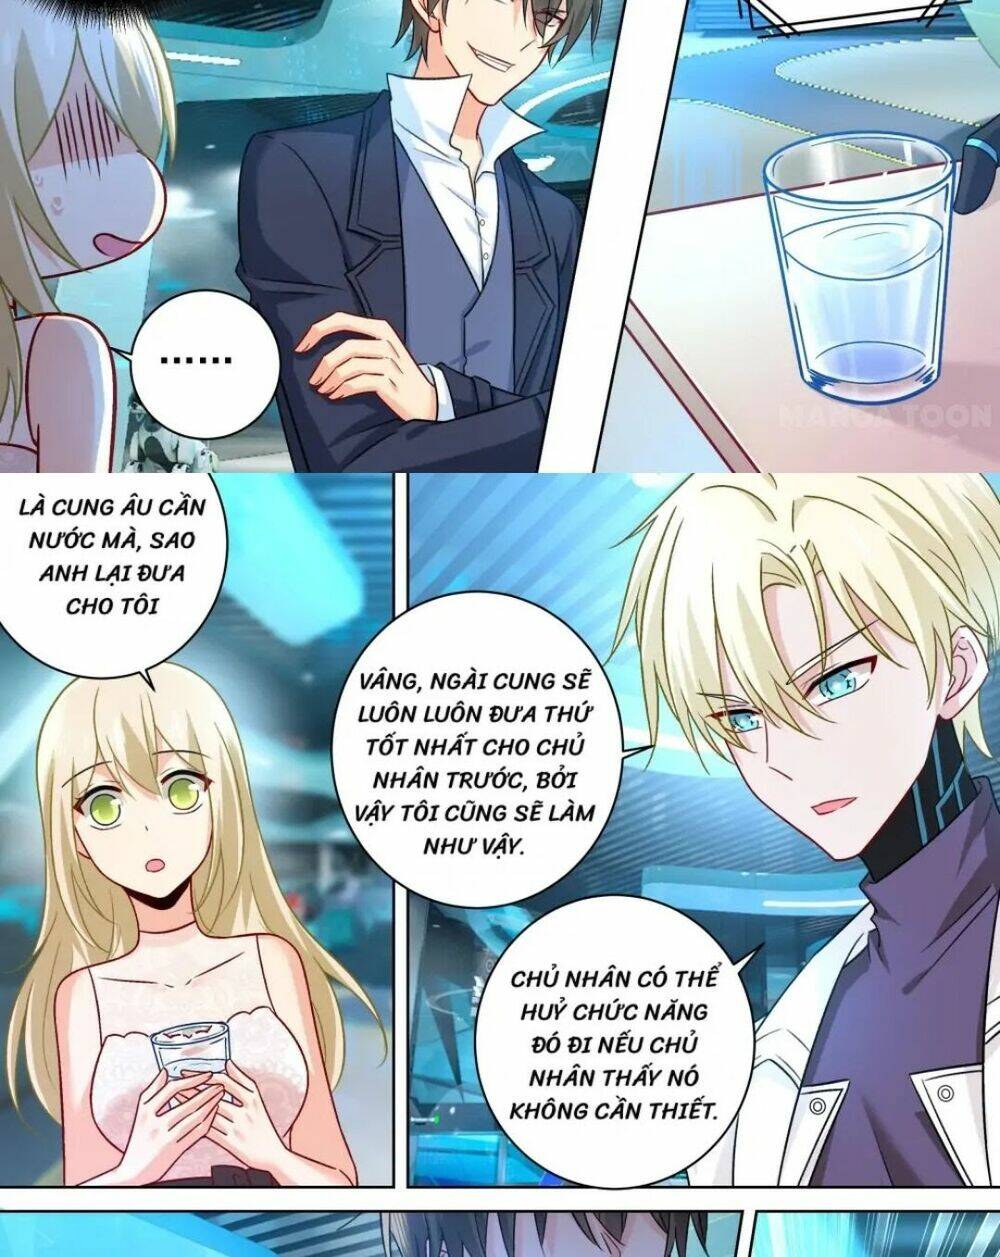 ......
MANGA TOON
LÀ CUNG ÂU CẦN
NƯỚC MÀ, SAO
ANH LẠI ĐƯA
CHO TÔI
VÂNG, NGÀI CUNG SẼ
LUÔN LUÔN ĐƯA THỨ
TỐT NHẤT CHO CHỦ
NHÂN TRƯỚC, BỞI
VẬY TÔI CŨNG SẼ LÀM
NHƯ VẬY.
CHỦ NHÂN CÓ THỂ
HUỶ CHỨC NĂNG
ĐÓ ĐI NẾU CHỦ
NHÂN THẤY NÓ
KHÔNG CẦN THIẾT.